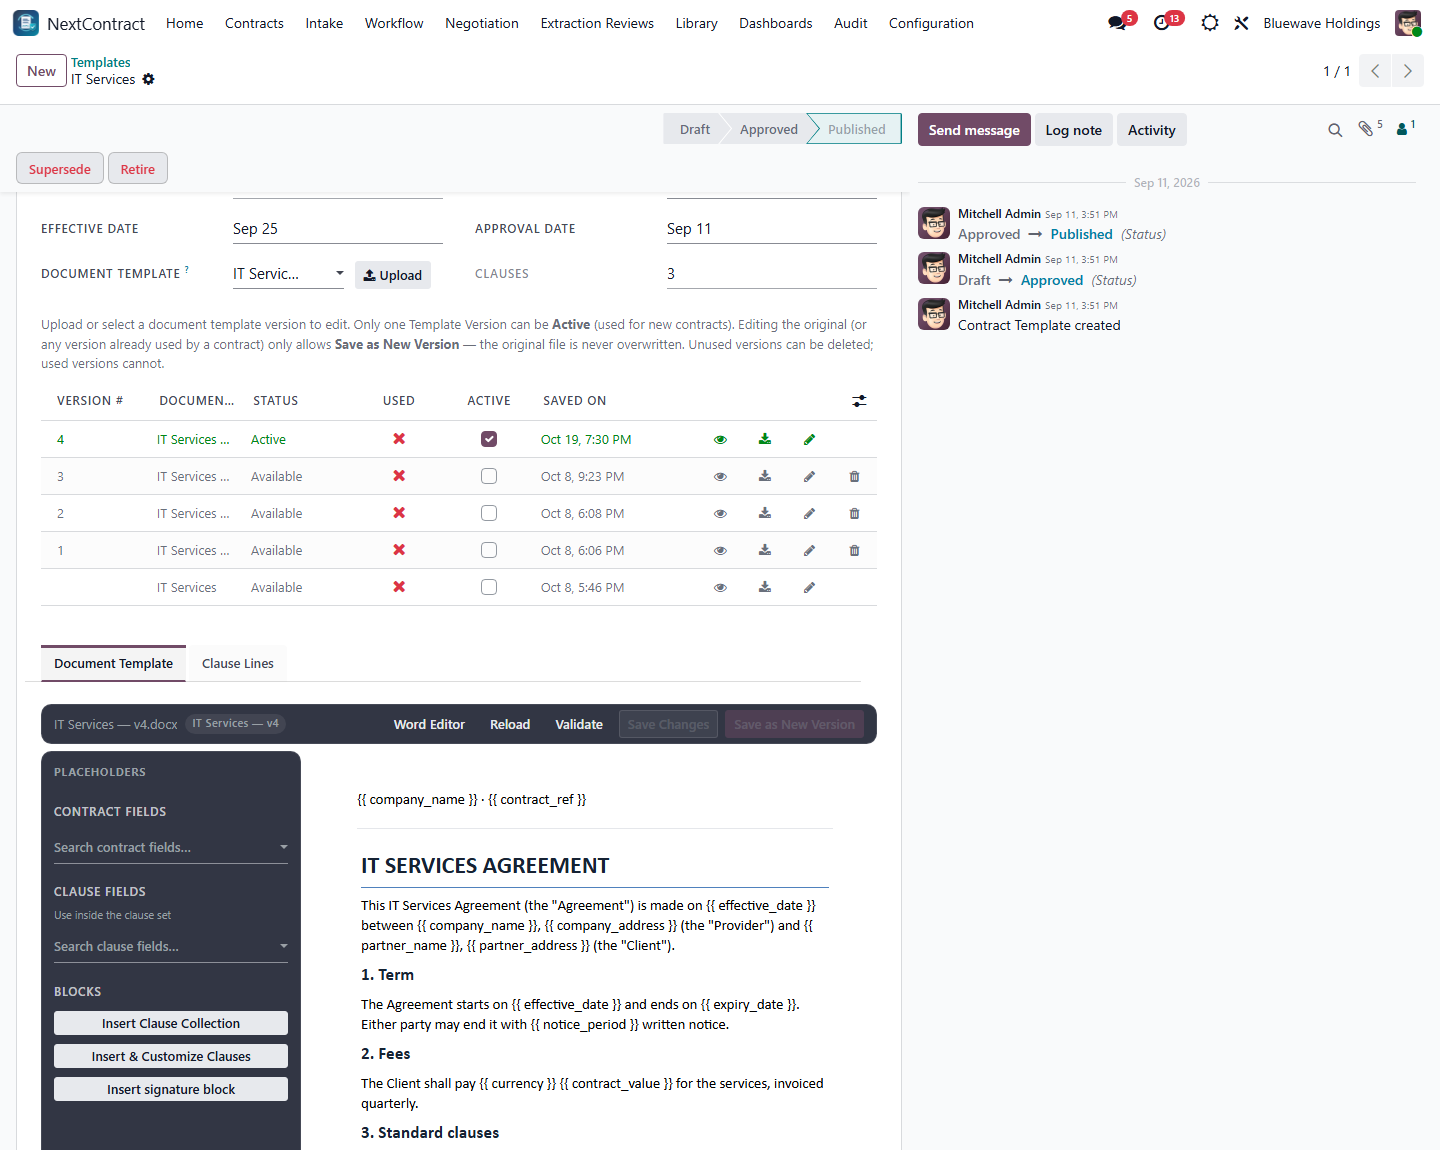 NextContract Home Contracts Intake Workflow Negotiation Extraction Reviews Library Dashboards Audit Configuration 5 13 Bluewave Holdings
New Templates
IT Services
1 / 1
Draft Approved Published
Send message Log note Activity 5 1
Supersede Retire
EFFECTIVE DATE Sep 25 APPROVAL DATE Sep 11
DOCUMENT TEMPLATE ? IT Servic... Upload CLAUSES 3
Upload or select a document template version to edit. Only one Template Version can be Active (used for new contracts). Editing the original (or
any version already used by a contract) only allows Save as New Version — the original file is never overwritten. Unused versions can be deleted;
used versions cannot.
VERSION # DOCUMEN... STATUS USED ACTIVE SAVED ON
4 IT Services ... Active Oct 19, 7:30 PM
3 IT Services ... Available Oct 8, 9:23 PM
2 IT Services ... Available Oct 8, 6:08 PM
1 IT Services ... Available Oct 8, 6:06 PM
IT Services Available Oct 8, 5:46 PM
Document Template Clause Lines
IT Services — v4.docx IT Services — v4 Word Editor Reload Validate Save Changes Save as New Version
PLACEHOLDERS
CONTRACT FIELDS
Search contract fields...
CLAUSE FIELDS
Use inside the clause set
Search clause fields...
BLOCKS
Insert Clause Collection
Insert & Customize Clauses
Insert signature block
{{ company_name }} · {{ contract_ref }}
IT SERVICES AGREEMENT
This IT Services Agreement (the "Agreement") is made on {{ effective_date }}
between {{ company_name }}, {{ company_address }} (the "Provider") and {{
partner_name }}, {{ partner_address }} (the "Client").
1. Term
The Agreement starts on {{ effective_date }} and ends on {{ expiry_date }}.
Either party may end it with {{ notice_period }} written notice.
2. Fees
The Client shall pay {{ currency }} {{ contract_value }} for the services, invoiced
quarterly.
3. Standard clauses
Sep 11, 2026
Mitchell Admin Sep 11, 3:51 PM
Approved → Published (Status)
Mitchell Admin Sep 11, 3:51 PM
Draft → Approved (Status)
Mitchell Admin Sep 11, 3:51 PM
Contract Template created